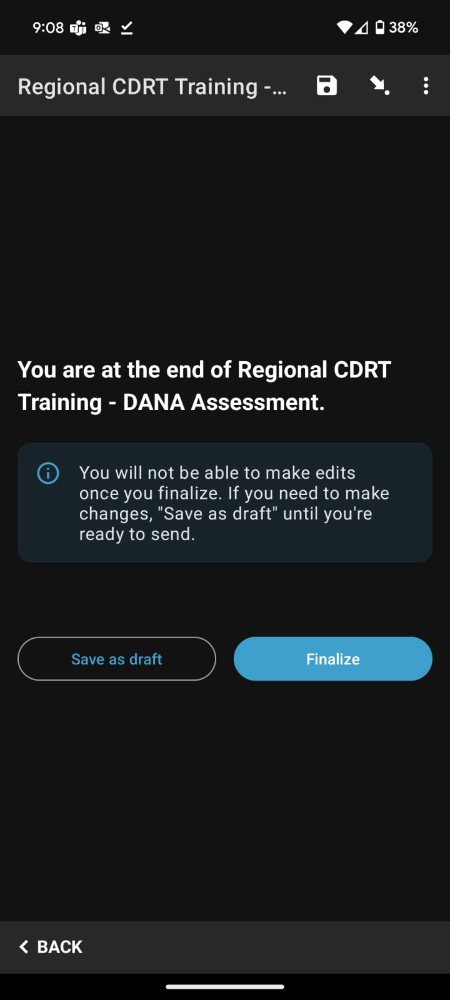 9:08
38%
Regional CDRT Training -...
You are at the end of Regional CDRT
Training - DANA Assessment.
You will not be able to make edits
once you finalize. If you need to make
changes, "Save as draft" until you're
ready to send.
Save as draft
Finalize
BACK